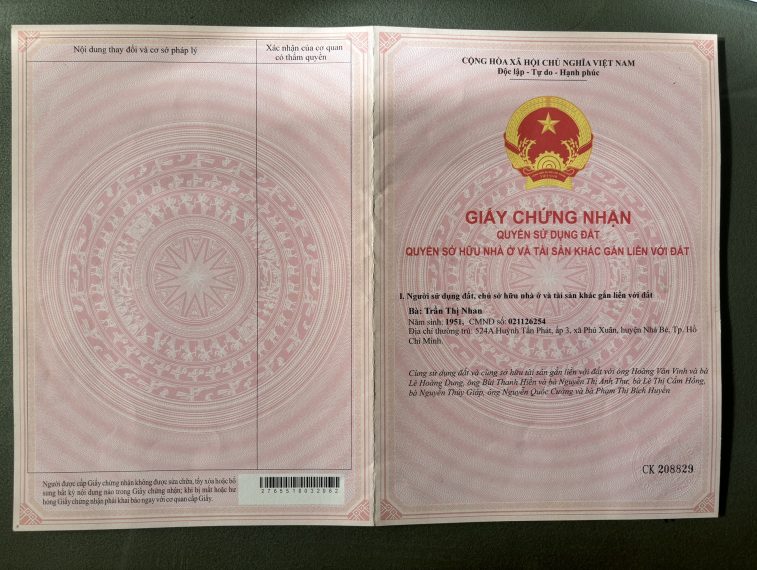 Nội dung thay đổi và cơ sở pháp lý
Xác nhận của cơ quan
có thẩm quyền
Người được cấp Giấy chứng nhận không được sửa chữa, tẩy xóa hoặc bổ
sung bất kỳ nội dung nào trong Giấy chứng nhận; khi bị mất hoặc hư
hỏng Giấy chứng nhận phải khai báo ngay với cơ quan cấp Giấy.
CỘNG HÒA XÃ HỘI CHỦ NGHĨA VIỆT NAM
Độc lập - Tự do - Hạnh phúc
GIẤY CHỨNG NHẬN
QUYỀN SỬ DỤNG ĐẤT
QUYỀN SỞ HỮU NHÀ Ở VÀ TÀI SẢN KHÁC GẮN LIỀN VỚI ĐẤT
I. Người sử dụng đất, chủ sở hữu nhà ở và tài sản khác gắn liền với đất
Bà: Trần Thị Nhan
Năm sinh: 1951, CMND số: 021126254
Địa chỉ thường trú: 524A Huỳnh Tấn Phát, ấp 3, xã Phú Xuân, huyện Nhà Bè, Tp. Hồ
Chí Minh.
Cùng sử dụng đất và cùng sở hữu tài sản gắn liền với đất với ông Hoàng Văn Vinh và bà
Lê Hoàng Dung, ông Bùi Thanh Hiền và bà Nguyễn Thị Anh Thư, bà Lê Thị Cẩm Hồng,
bà Nguyễn Thúy Giáp, ông Nguyễn Quốc Cường và bà Phạm Thị Bích Huyền
CK 208829